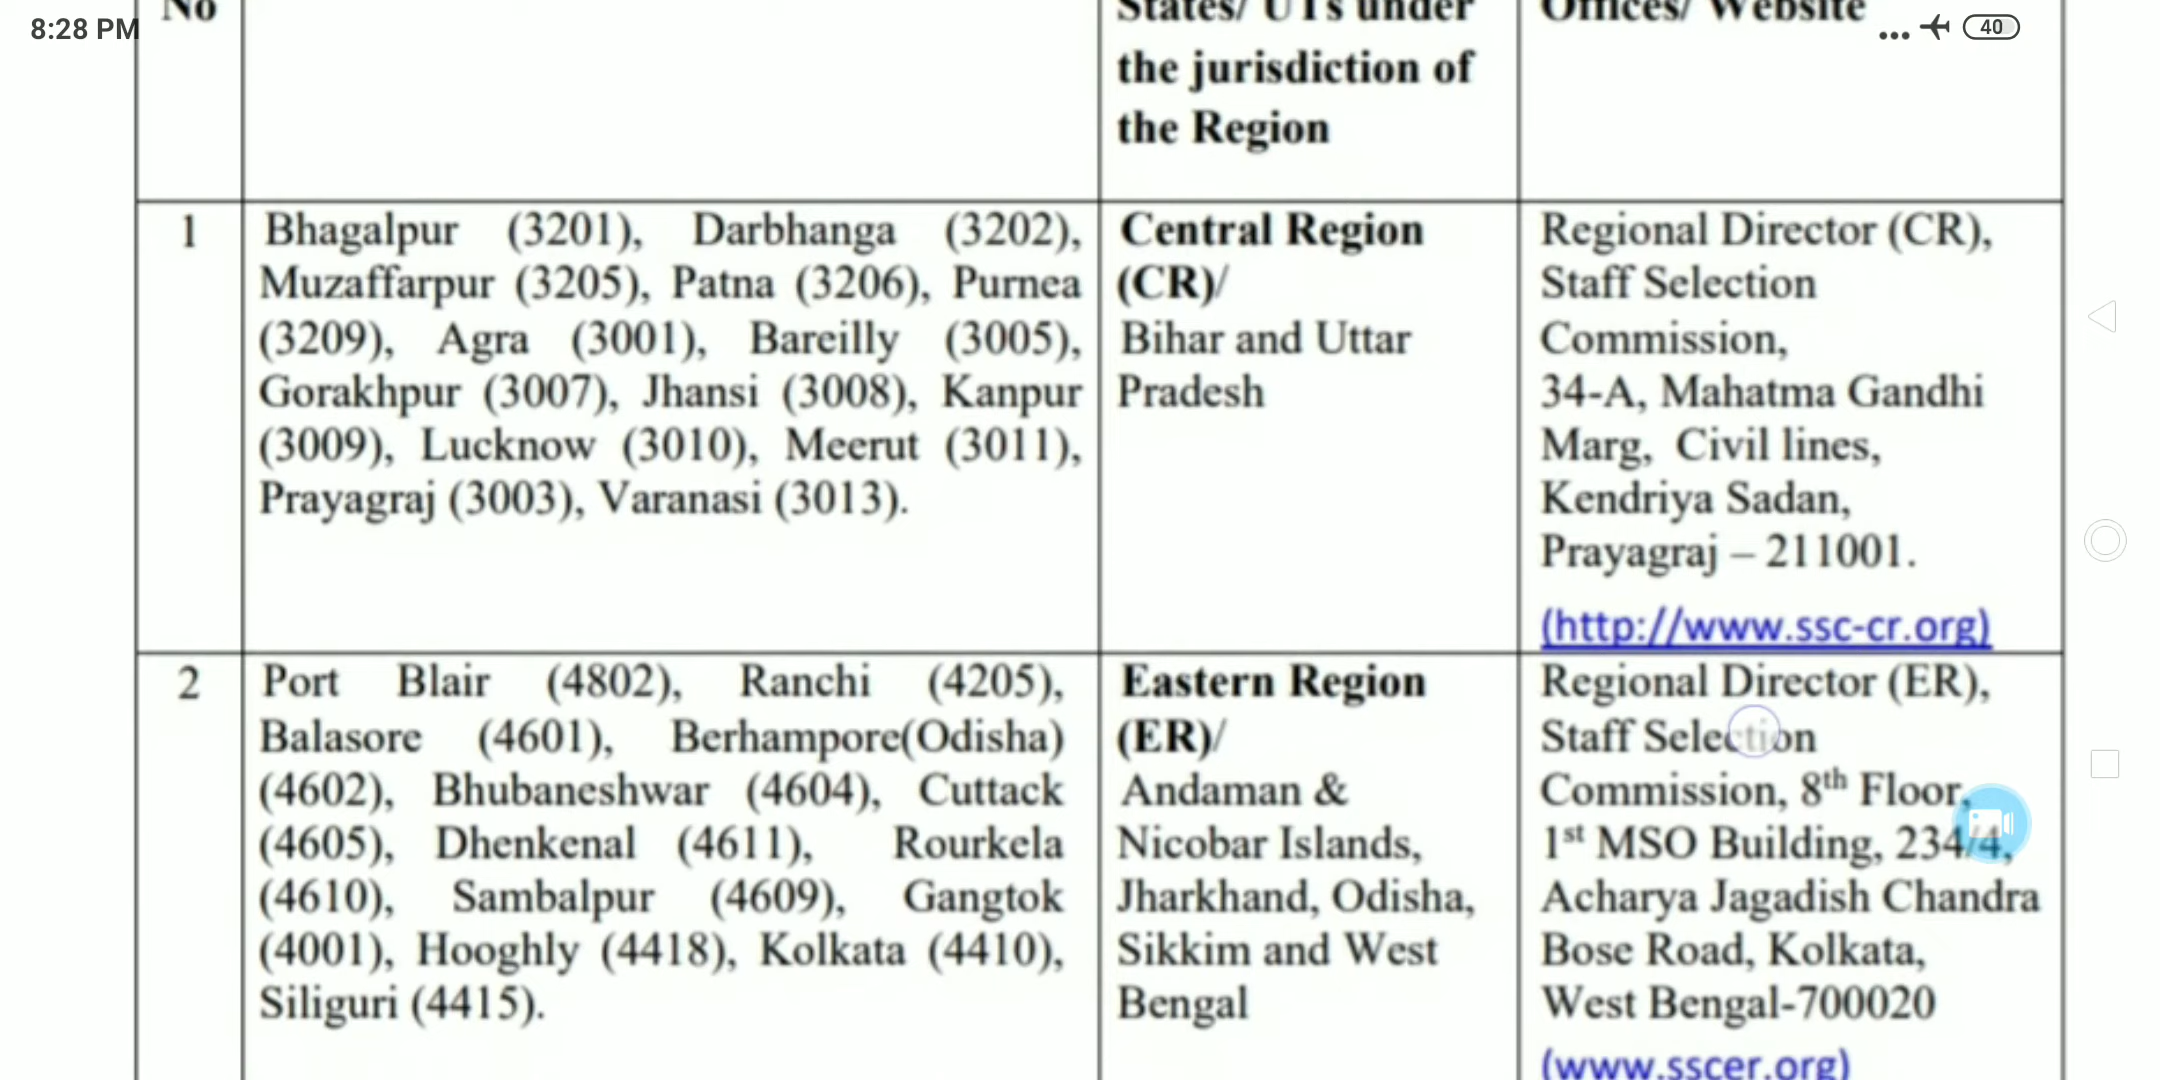 8:28 PM
40
No
States/ UTs under
the jurisdiction of
the Region
Offices/ Website
1
Bhagalpur (3201), Darbhanga (3202),
Muzaffarpur (3205), Patna (3206), Purnea
(3209), Agra (3001), Bareilly (3005),
Gorakhpur (3007), Jhansi (3008), Kanpur
(3009), Lucknow (3010), Meerut (3011),
Prayagraj (3003), Varanasi (3013).
Central Region
(CR)/
Bihar and Uttar
Pradesh
Regional Director (CR),
Staff Selection
Commission,
34-A, Mahatma Gandhi
Marg, Civil lines,
Kendriya Sadan,
Prayagraj – 211001.
(http://www.ssc-cr.org)
2
Port Blair (4802), Ranchi (4205),
Balasore (4601), Berhampore(Odisha)
(4602), Bhubaneshwar (4604), Cuttack
(4605), Dhenkenal (4611), Rourkela
(4610), Sambalpur (4609), Gangtok
(4001), Hooghly (4418), Kolkata (4410),
Siliguri (4415).
Eastern Region
(ER)/
Andaman &
Nicobar Islands,
Jharkhand, Odisha,
Sikkim and West
Bengal
Regional Director (ER),
Staff Selection
Commission, 8th Floor,
1st MSO Building, 234/4,
Acharya Jagadish Chandra
Bose Road, Kolkata,
West Bengal-700020
(www.sscer.org)